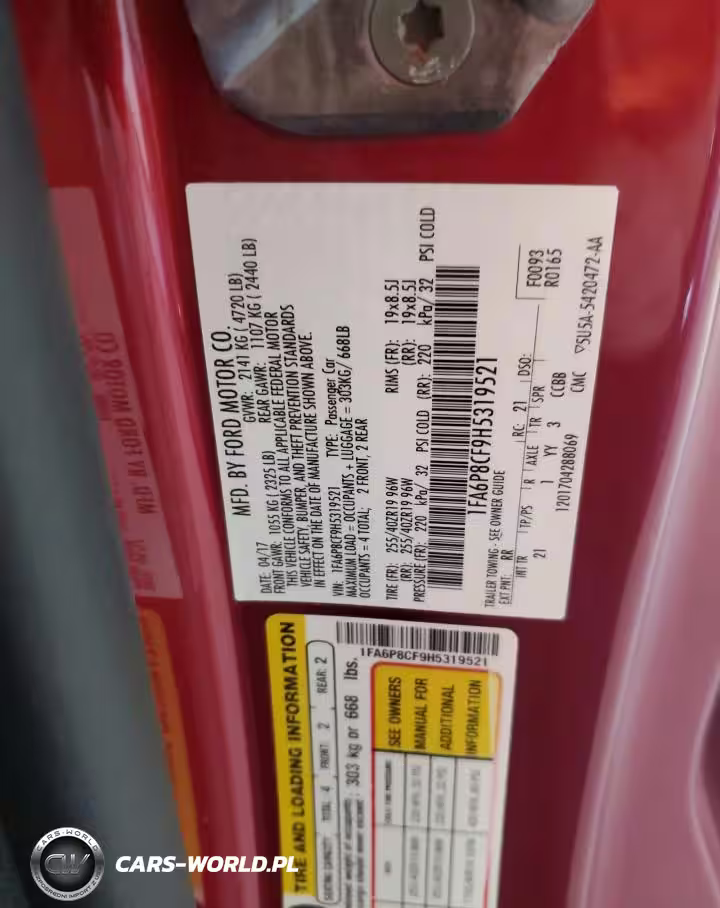 MFD. BY FORD MOTOR CO.
DATE: 04/17
GVWR: 2141 KG ( 4720 LB)
FRONT GAWR: 1055 KG ( 2325 LB)
REAR GAWR: 1107 KG ( 2440 LB)
THIS VEHICLE CONFORMS TO ALL APPLICABLE FEDERAL MOTOR
VEHICLE SAFETY, BUMPER, AND THEFT PREVENTION STANDARDS
IN EFFECT ON THE DATE OF MANUFACTURE SHOWN ABOVE.
VIN: 1FA6P8CF9H5319521 TYPE: Passenger Car
MAXIMUM LOAD = OCCUPANTS + LUGGAGE = 303KG/ 668LB
OCCUPANTS = 4 TOTAL: 2 FRONT, 2 REAR
TIRE (FR): 255/40ZR19 96W RIMS (FR): 19x8.5J
(RR): 255/40ZR19 96W (RR): 19x8.5J
PRESSURE (FR): 220 kPa/ 32 PSI COLD (RR): 220 kPa/ 32 PSI COLD
1FA6P8CF9H5319521
TRAILER TOWING - SEE OWNER GUIDE
EXT PNT: RR RC: 21 DSO: F0093
R0165
INT TR TP/PS R AXLE TR SPR
21 1 YY 3 CCBB
1201704288069 CMC
▽5U5A-5420472-AA
TIRE AND LOADING INFORMATION
SEATING CAPACITY TOTAL 4 FRONT: 2 REAR: 2
303 kg or 668 lbs.
1FA6P8CF9H5319521
SEE OWNERS
MANUAL FOR
ADDITIONAL
INFORMATION
CW
CARS-WORLD.PL